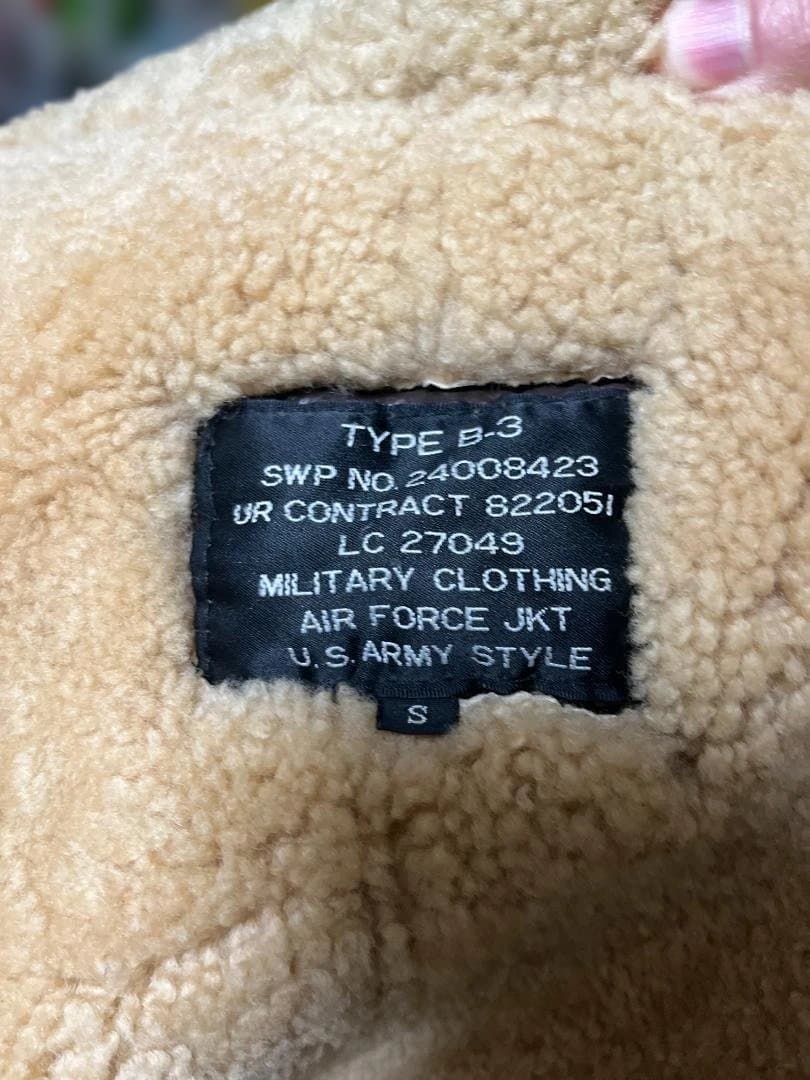 TYPE B-3
SWP NO. 24008423
UR CONTRACT 822051
LC 27049
MILITARY CLOTHING
AIR FORCE JKT
U.S. ARMY STYLE
S